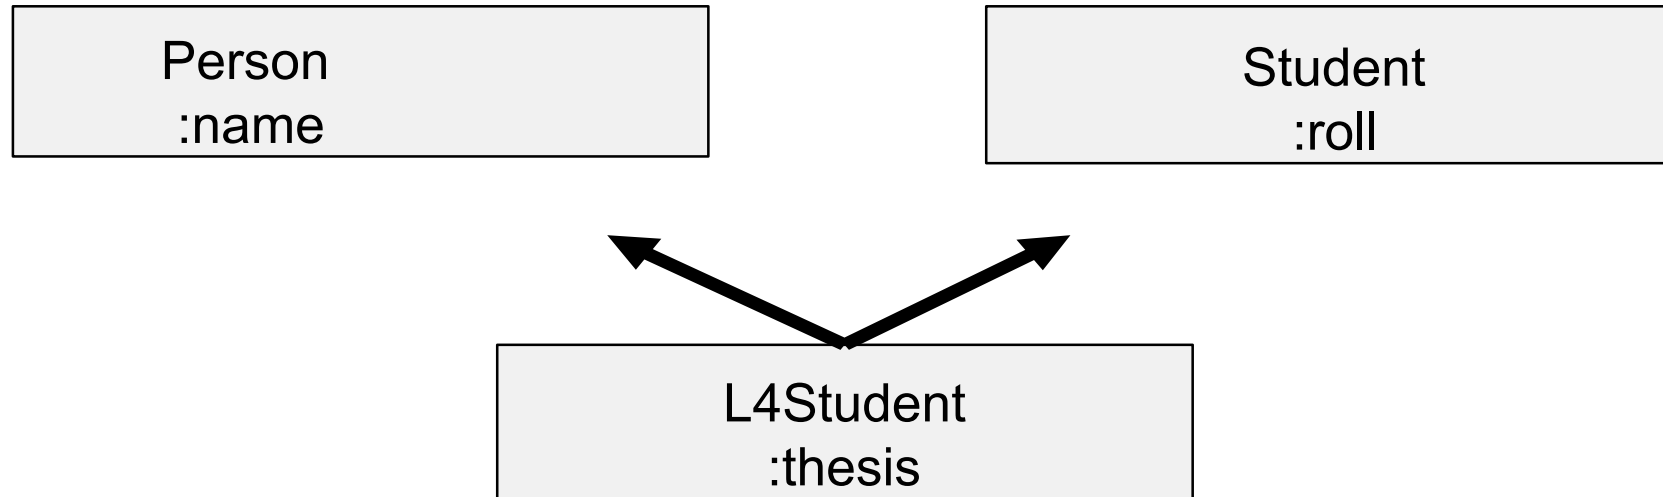 Person
:name
Student
:roll
L4Student
:thesis